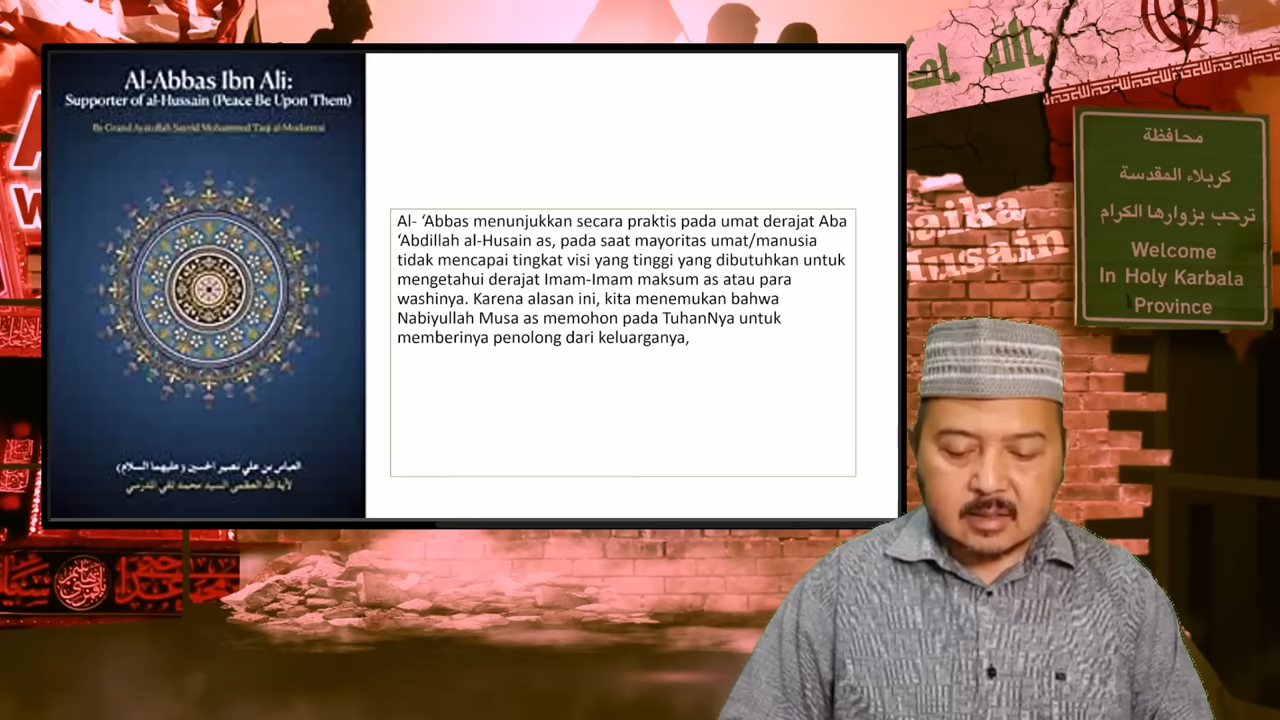 Al-Abbas Ibn Ali:
Supporter of al-Hussain (Peace Be Upon Them)
By Grand Ayatollah Sayyid Mohammed Taqi al-Modarresi
العباس بن علي نصير الحسين (عليهما السلام)
لآية الله العظمى السيد محمد تقي المدرسي
Al- ‘Abbas menunjukkan secara praktis pada umat derajat Aba
‘Abdillah al-Husain as, pada saat mayoritas umat/manusia
tidak mencapai tingkat visi yang tinggi yang dibutuhkan untuk
mengetahui derajat Imam-Imam maksum as atau para
washinya. Karena alasan ini, kita menemukan bahwa
Nabiyullah Musa as memohon pada TuhanNya untuk
memberinya penolong dari keluarganya,
الله
محافظة
كربلاء المقدسة
ترحب بزوارها الكرام
Welcome
In Holy Karbala
Province